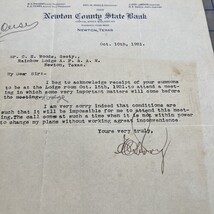 Newton County State Bank
Newton, Texas
Oct. 10th, 1921.
Mr. C. H. Woods, Secty.,
Rainbow Lodge A. F. & A. M.
Newton, Texas.
My dear Sir:
I beg to acknowledge receipt of your summons
to be at the Lodge Room Oct. 15th, 1921, to attend a meet-
ing in which some very important matters will come before
the meeting
I am very sorry indeed that conditions are
such that it will be impossible for me to attend this meet-
ing. The call comes at such a time it is not within power
to change my plans without working great inconvenience
Yours very truly,